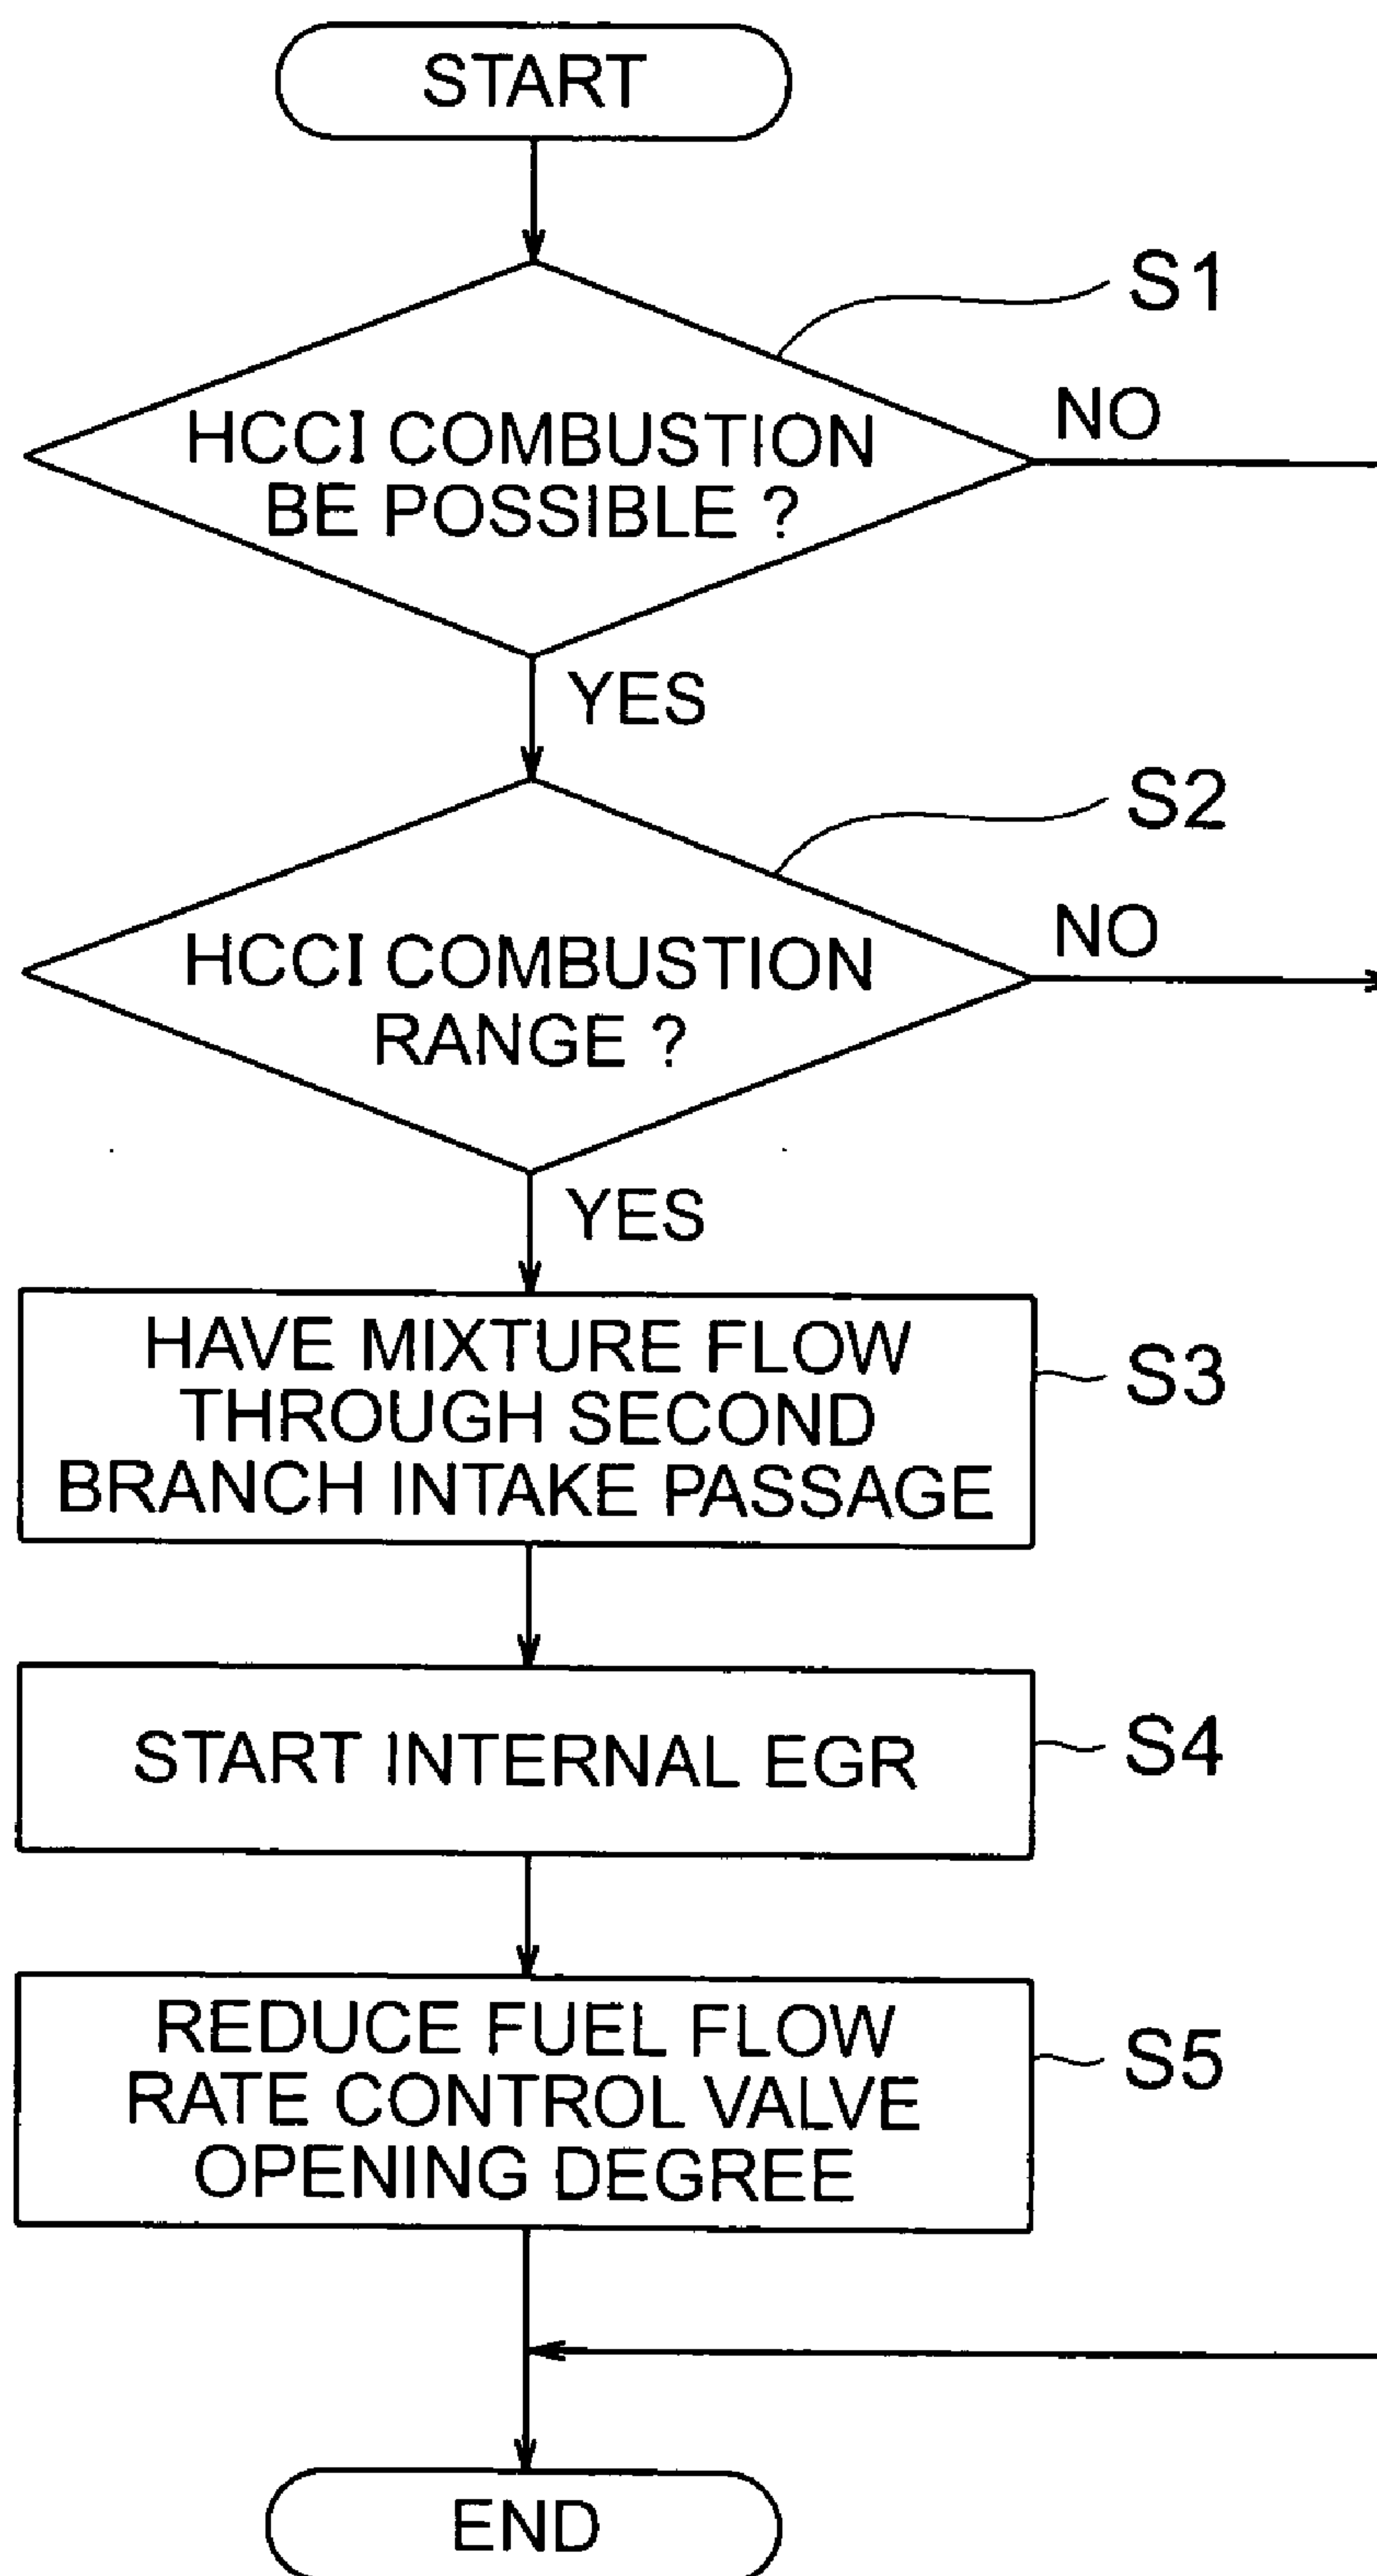 START
S1
HCCI COMBUSTION
BE POSSIBLE ?
NO
YES
S2
HCCI COMBUSTION
RANGE ?
NO
YES
HAVE MIXTURE FLOW
THROUGH SECOND
BRANCH INTAKE PASSAGE
S3
START INTERNAL EGR
S4
REDUCE FUEL FLOW
RATE CONTROL VALVE
OPENING DEGREE
S5
END